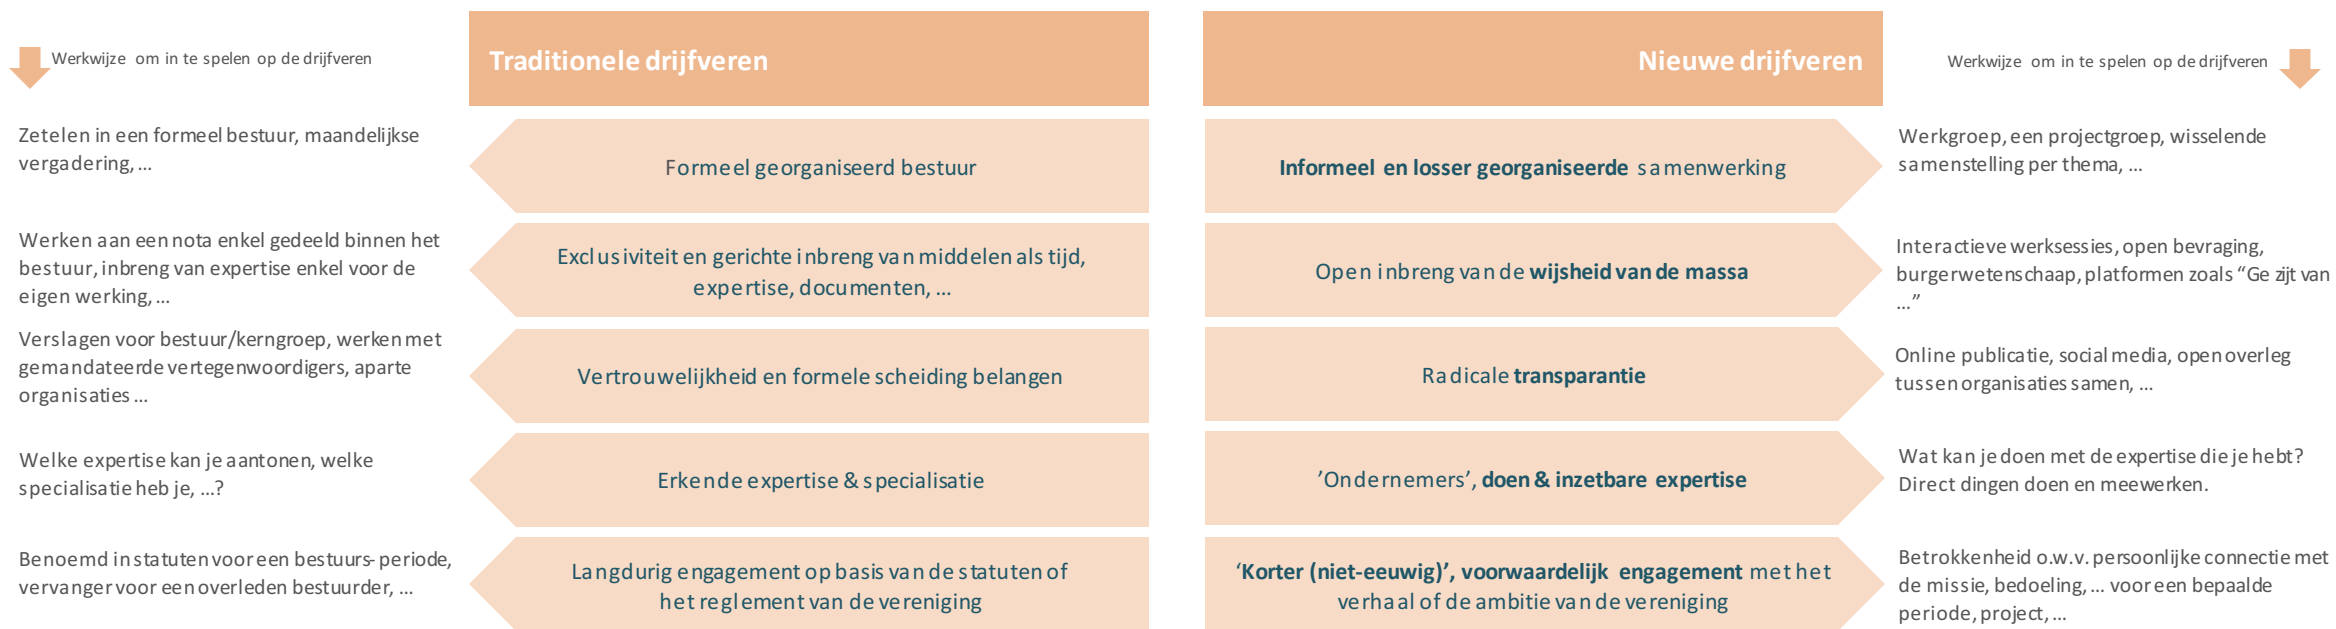 Werkwijze om in te spelen op de drijfveren
Traditionele drijfveren
Nieuwe drijfveren
Werkwijze om in te spelen op de drijfveren
Zetelen in een formeel bestuur, maandelijkse
vergadering, ...
Formeel georganiseerd bestuur
Informeel en losser georganiseerde samenwerking
Werkgroep, een projectgroep, wisselende
samenstelling per thema, ...
Werken aan een nota enkel gedeeld binnen het
bestuur, inbreng van expertise enkel voor de
eigen werking, ...
Exclusiviteit en gerichte inbreng van middelen als tijd,
expertise, documenten, ...
Open inbreng van de wijsheid van de massa
Interactieve werksessies, open bevraging,
burgerwetenschaap, platformen zoals “Ge zijt van
...”
Verslagen voor bestuur/kerngroep, werken met
gemandateerde vertegenwoordigers, aparte
organisaties ...
Vertrouwelijkheid en formele scheiding belangen
Radicale transparantie
Online publicatie, social media, open overleg
tussen organisaties samen, ...
Welke expertise kan je aantonen, welke
specialisatie heb je, ...?
Erkende expertise & specialisatie
’Ondernemers’, doen & inzetbare expertise
Wat kan je doen met de expertise die je hebt?
Direct dingen doen en meewerken.
Benoemd in statuten voor een bestuurs- periode,
vervanger voor een overleden bestuurder, ...
Langdurig engagement op basis van de statuten of
het reglement van de vereniging
‘Korter (niet-eeuwig)’, voorwaardelijk engagement met het
verhaal of de ambitie van de vereniging
Betrokkenheid o.w.v. persoonlijke connectie met
de missie, bedoeling, ... voor een bepaalde
periode, project, ...